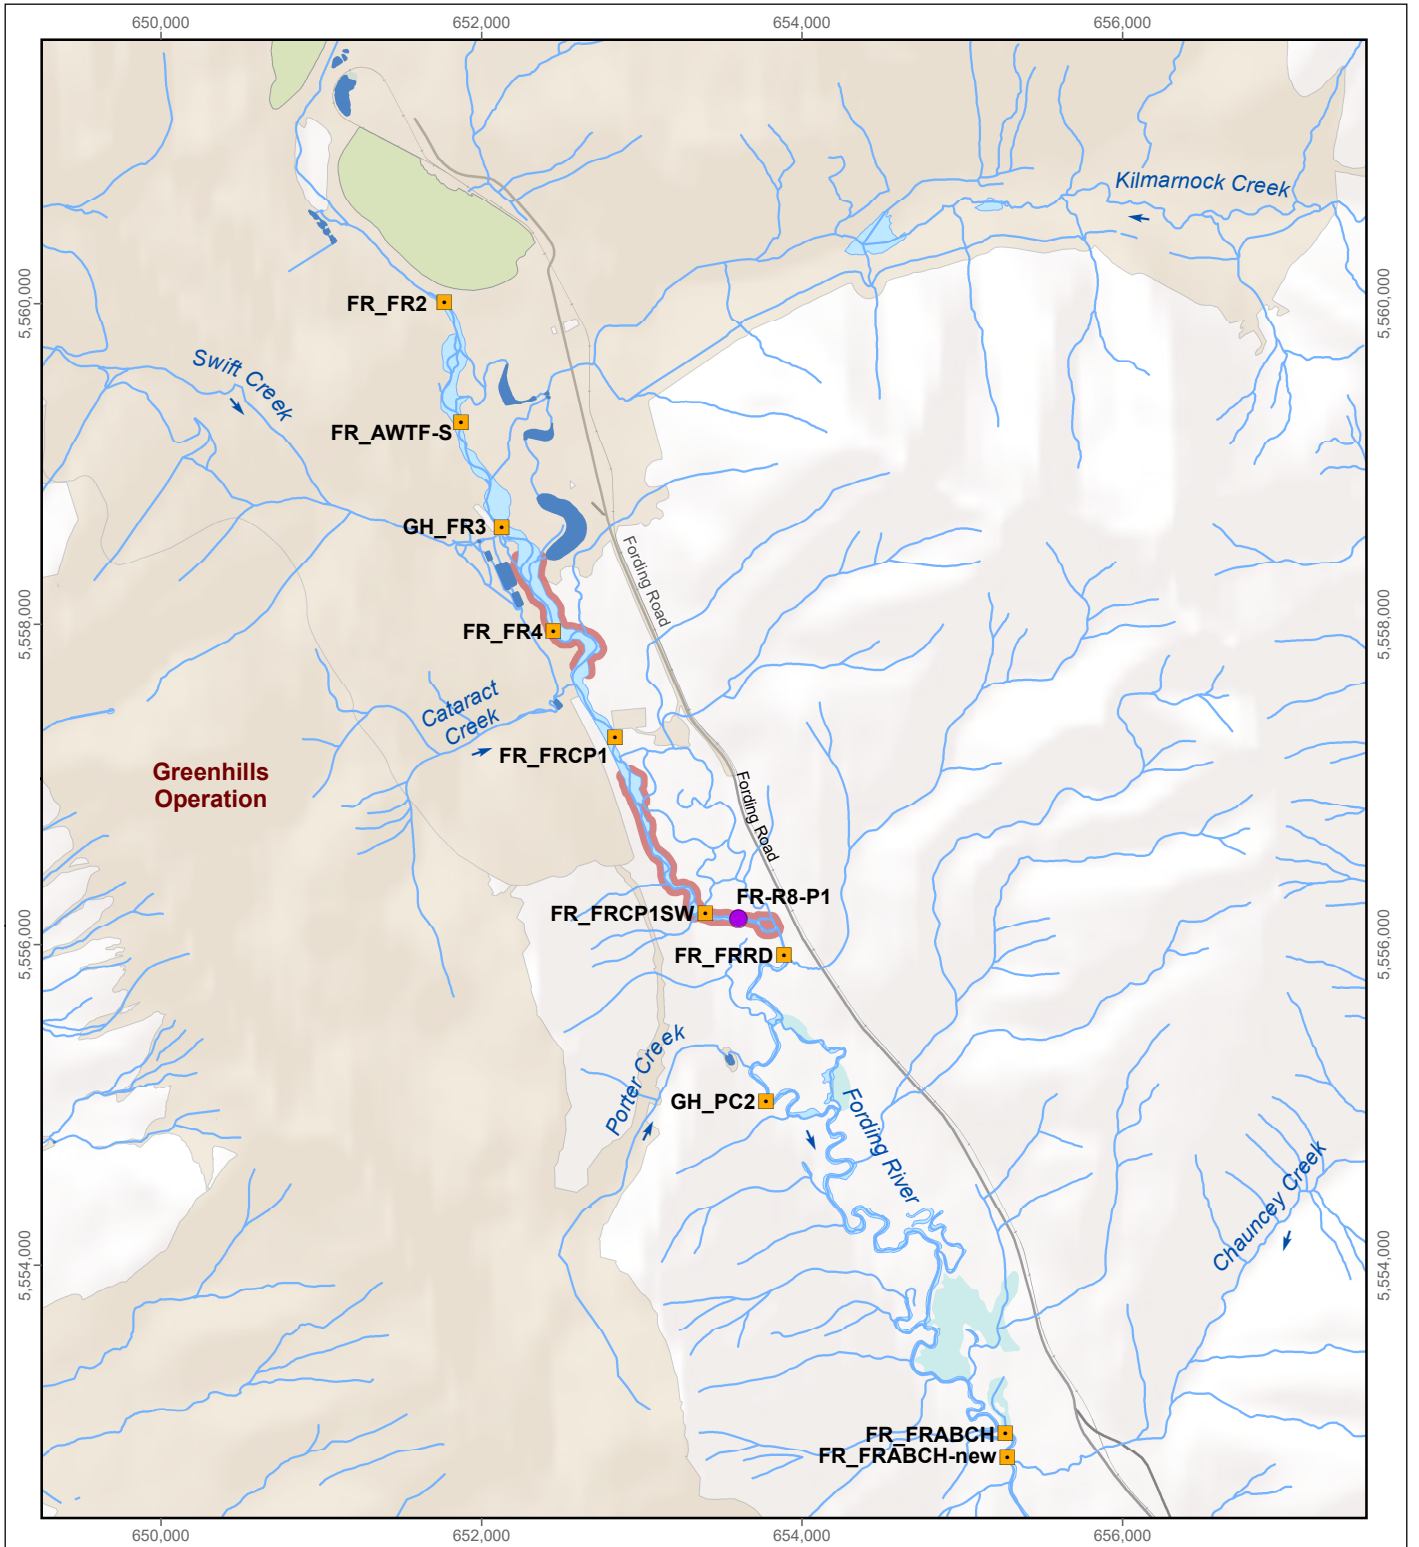 650,000 652,000 654,000 656,000
Kilmarnock Creek
5,560,000 5,560,000
FR_FR2
Swift Creek
FR_AWTF-S
GH_FR3
Fording Road
5,558,000 5,558,000
FR_FR4
Cataract
Creek
FR_FRCP1
Greenhills
Operation
Fording Road
FR-R8-P1
FR_FRCP1SW
5,556,000 5,556,000
FR_FRRD
Porter Creek
GH_PC2
Fording River
Chauncey Creek
5,554,000 5,554,000
FR_FRABCH
FR_FRABCH-new
650,000 652,000 654,000 656,000